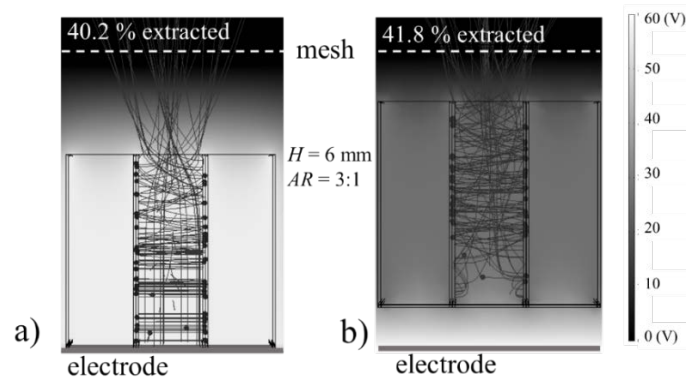 40.2 % extracted
mesh
41.8 % extracted
60 (V)
50
40
30
20
10
0 (V)
H = 6 mm
AR = 3:1
a)
b)
electrode
electrode